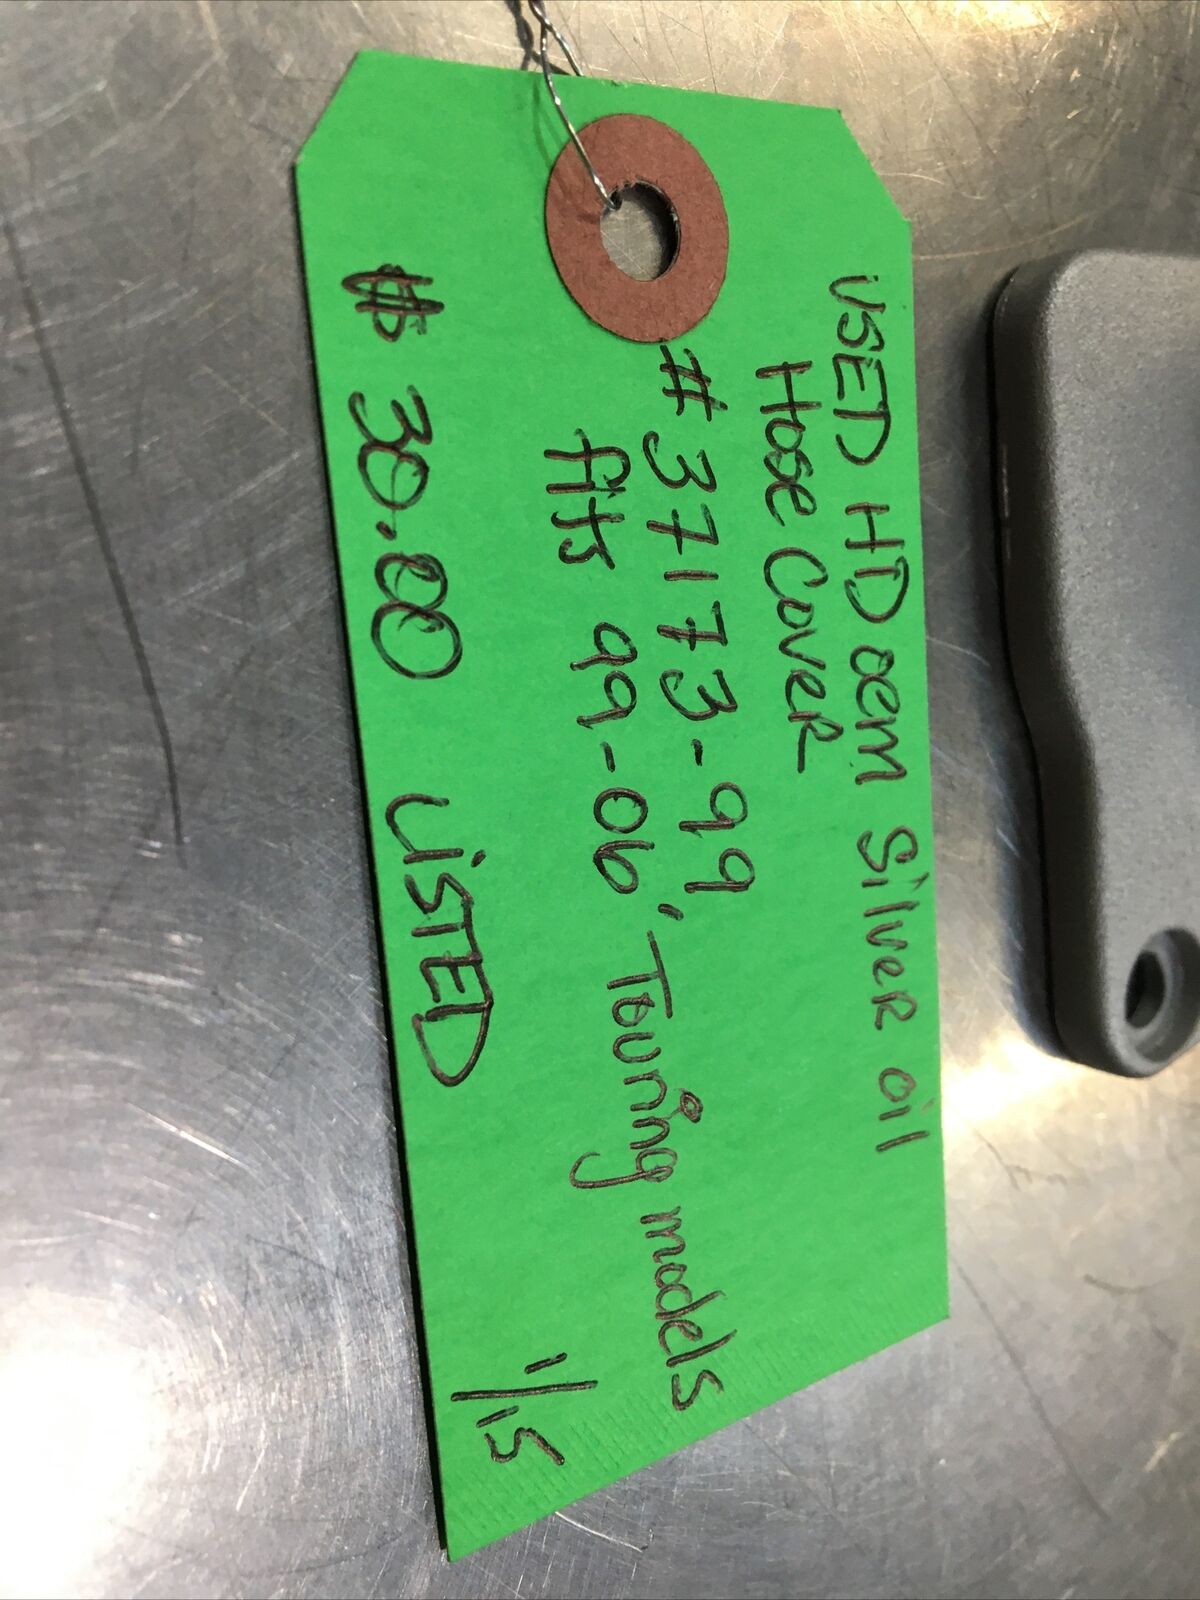 USED HD oem Silver oil
Hose Cover
# 37173-99
fits 99-06, Touring models
$ 30.00 LiSTED 1/15